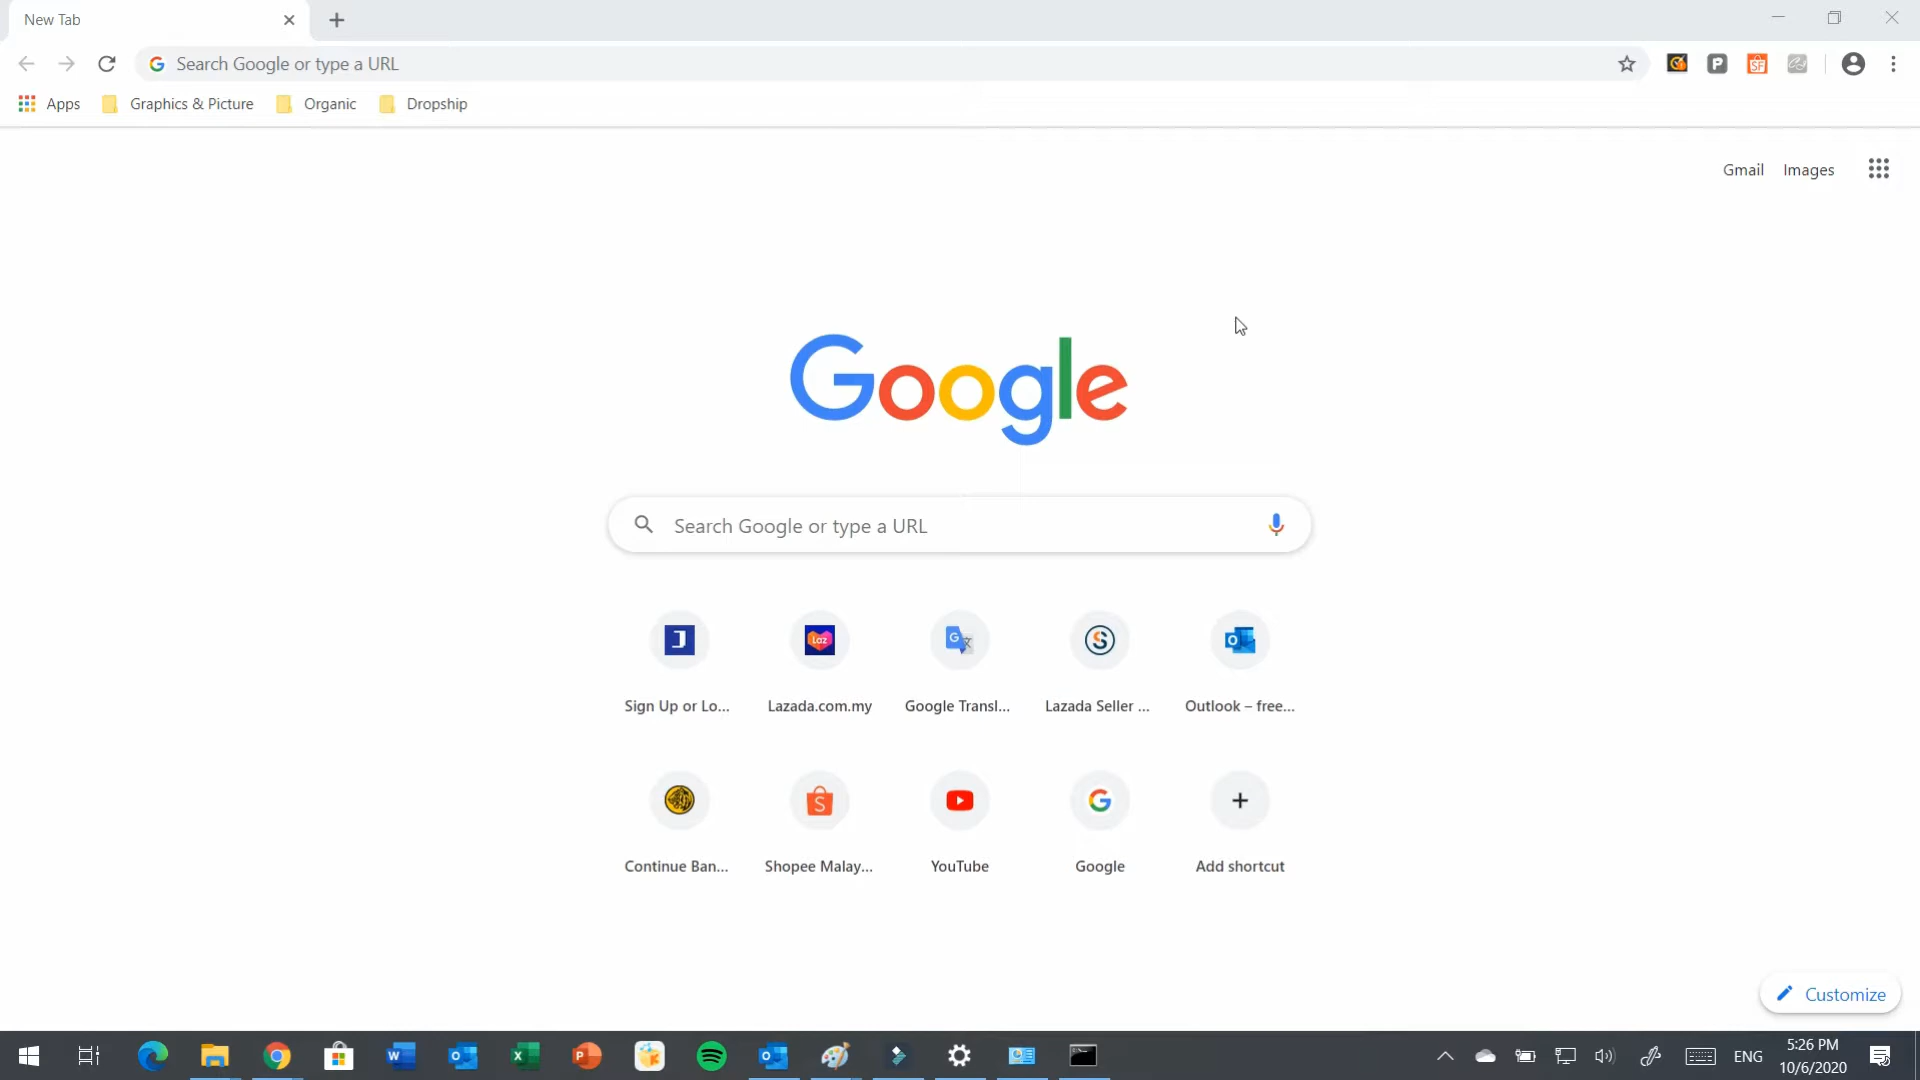 New Tab
Search Google or type a URL
Apps
Graphics & Picture
Organic
Dropship
Gmail
Images
Google
Search Google or type a URL
Sign Up or Lo...
Lazada.com.my
Google Transl...
Lazada Seller ...
Outlook – free...
Continue Ban...
Shopee Malay...
YouTube
Google
Add shortcut
Customize
ENG
5:26 PM
10/6/2020